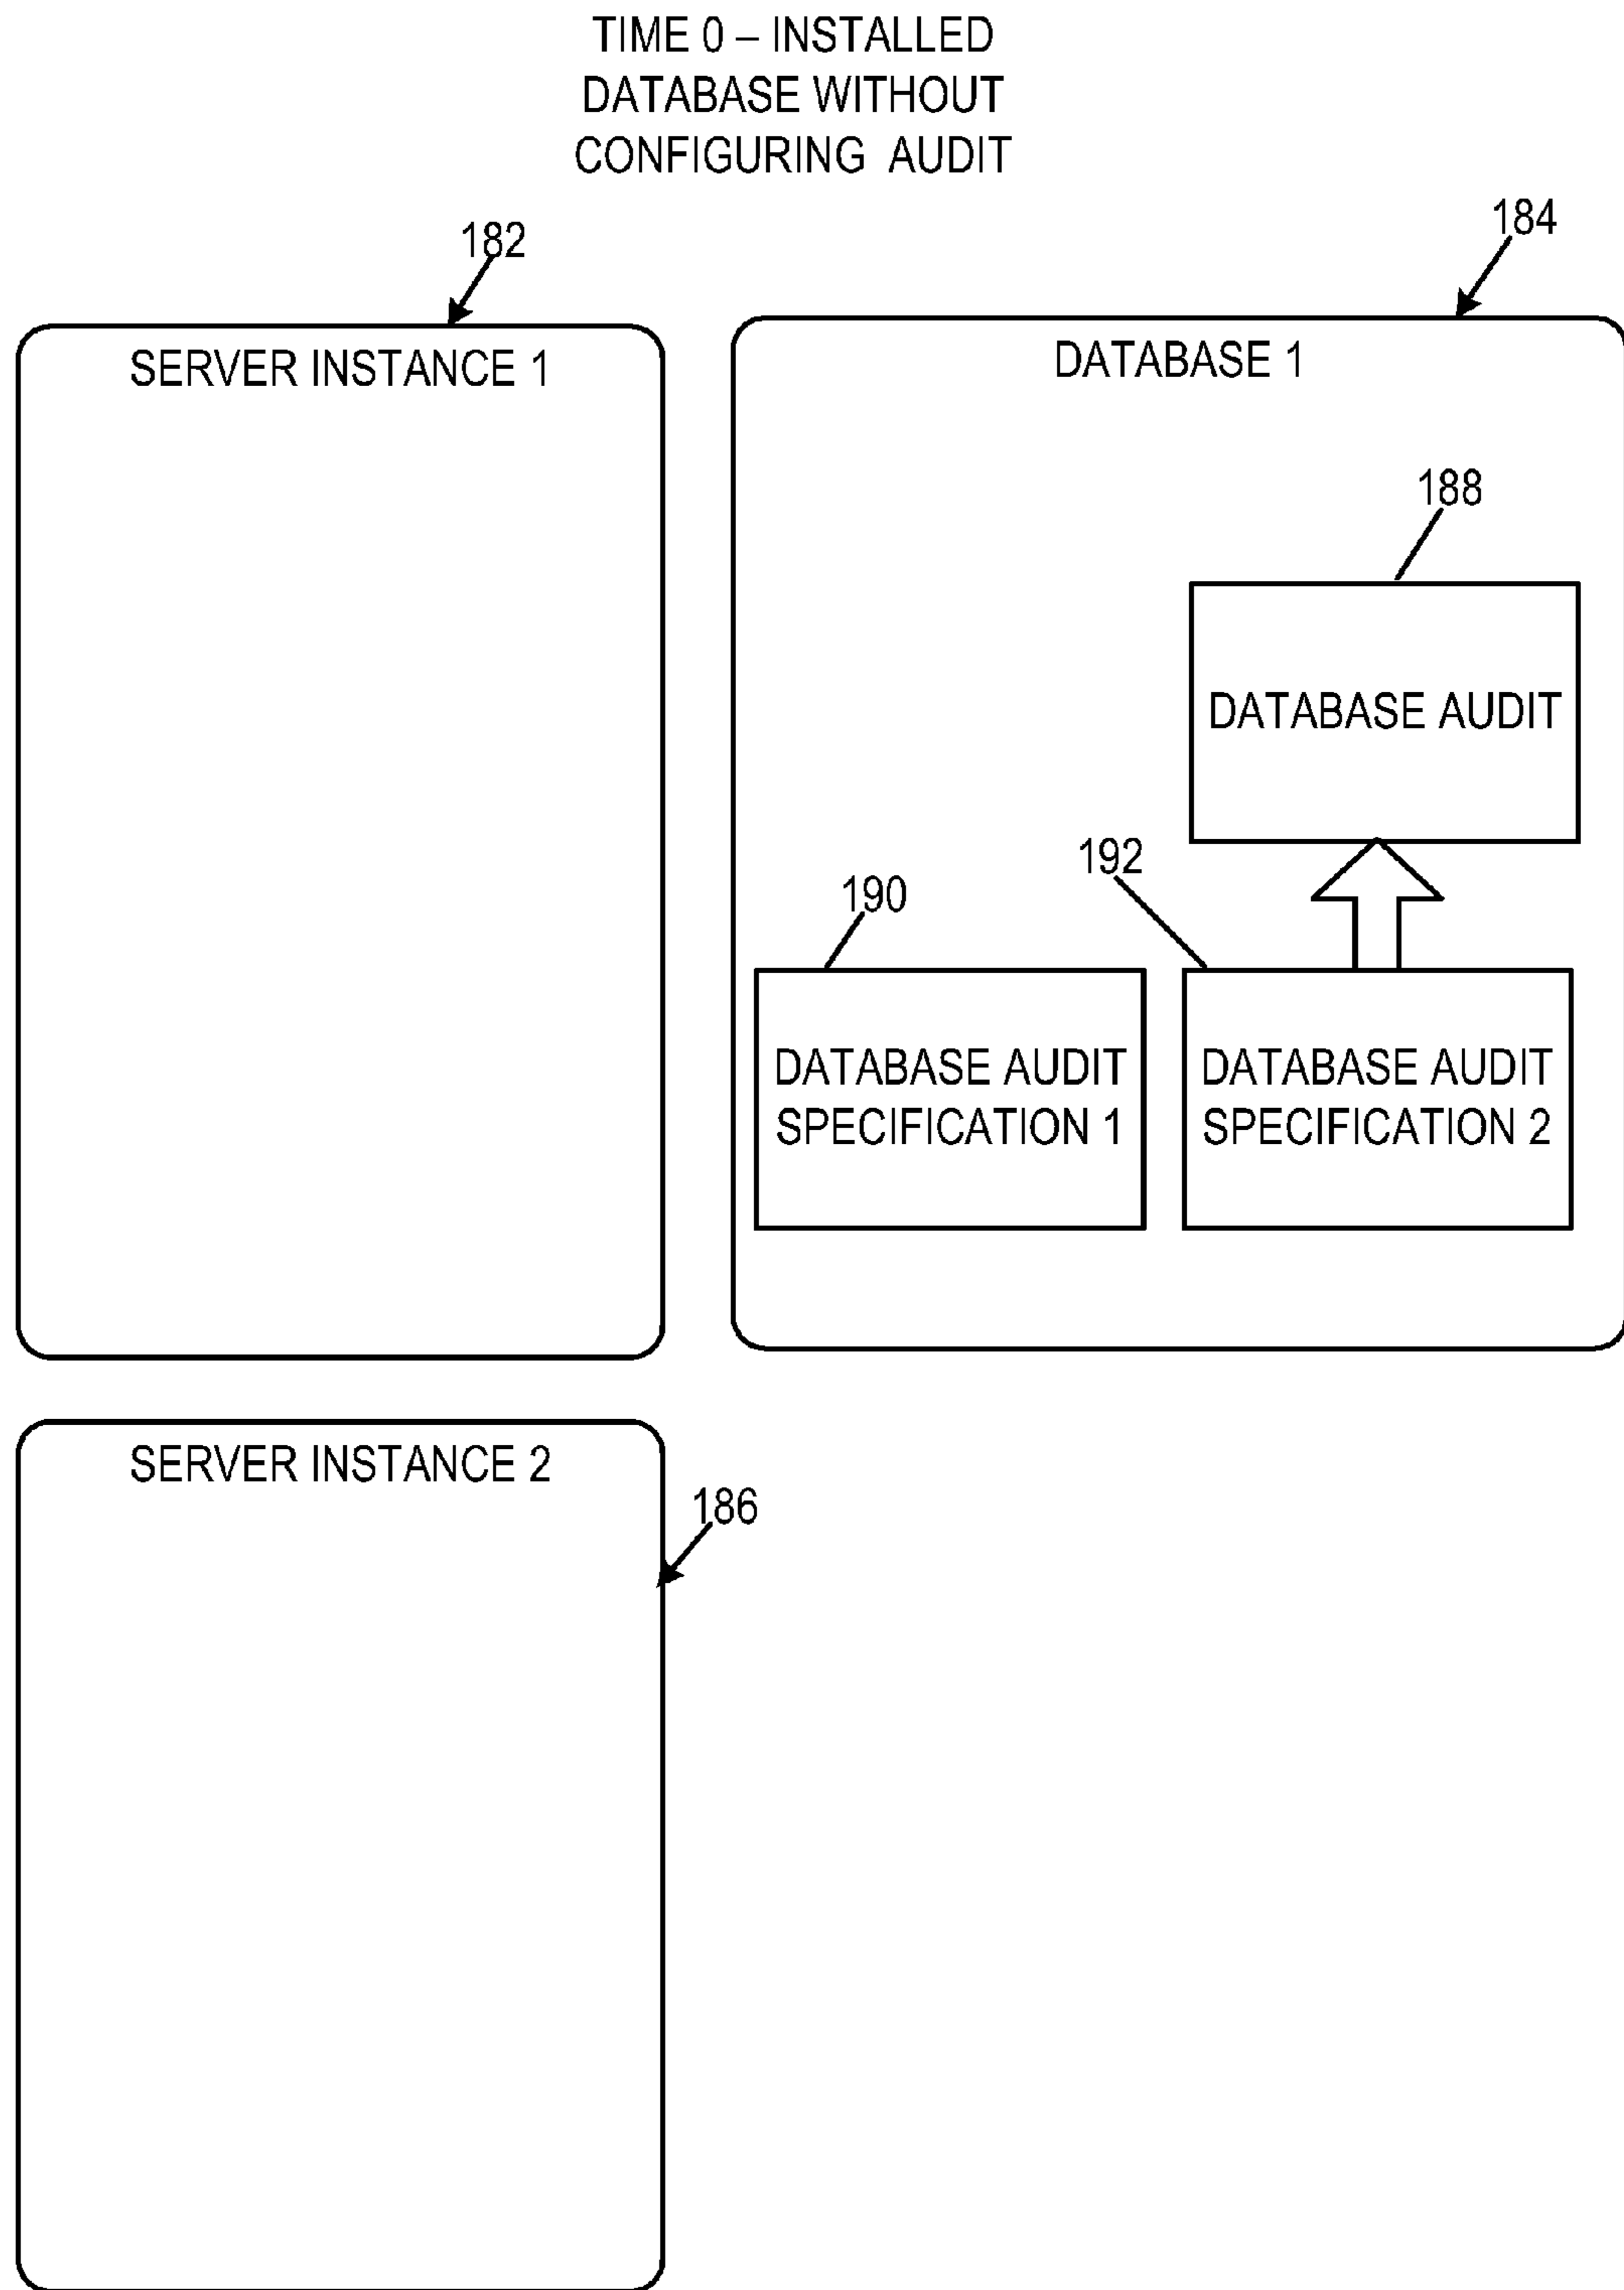 TIME 0 – INSTALLED
DATABASE WITHOUT
CONFIGURING AUDIT
182
184
SERVER INSTANCE 1
DATABASE 1
188
DATABASE AUDIT
192
190
DATABASE AUDIT
SPECIFICATION 1
DATABASE AUDIT
SPECIFICATION 2
SERVER INSTANCE 2
186